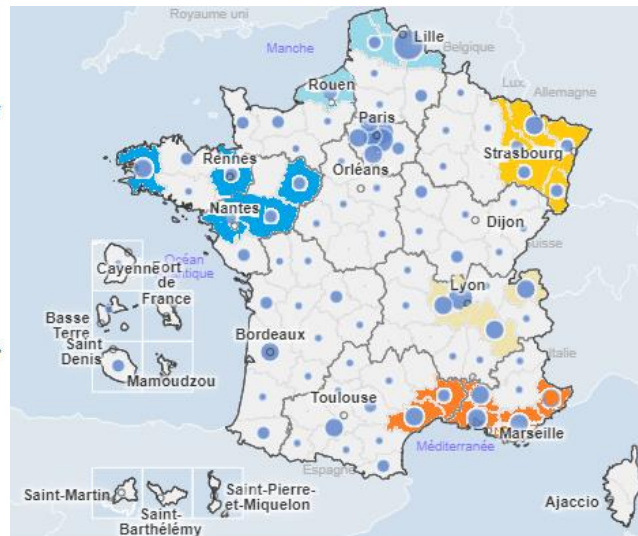 Royaume uni
Manche
Lille
Belgique
Lux.
Allemagne
Rouen
Paris
Strasbourg
Rennes
Orléans
Nantes
Dijon
Suisse
Océan
Atlantique
Cayenne
Fort
de
France
Basse
Terre
Lyon
Saint
Denis
Mamoudzou
Bordeaux
Italie
Toulouse
Marseille
Méditerranée
Espagne
Saint-Martin
Saint-
Barthélémy
Saint-Pierre-
et-Miquelon
Ajaccio